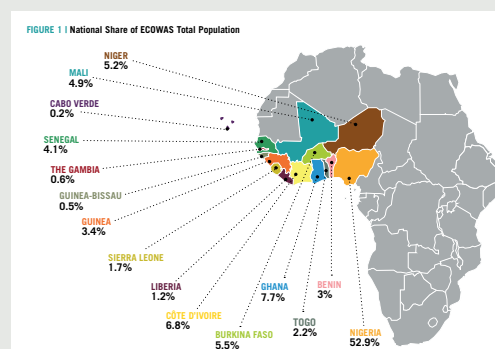 FIGURE 1 | National Share of ECOWAS Total Population
NIGER
5.2%
MALI
4.9%
CABO VERDE
0.2%
SENEGAL
4.1%
THE GAMBIA
0.6%
GUINEA-BISSAU
0.5%
GUINEA
3.4%
SIERRA LEONE
1.7%
LIBERIA
1.2%
CÔTE D'IVOIRE
6.8%
BURKINA FASO
5.5%
GHANA
7.7%
TOGO
2.2%
BENIN
3%
NIGERIA
52.9%